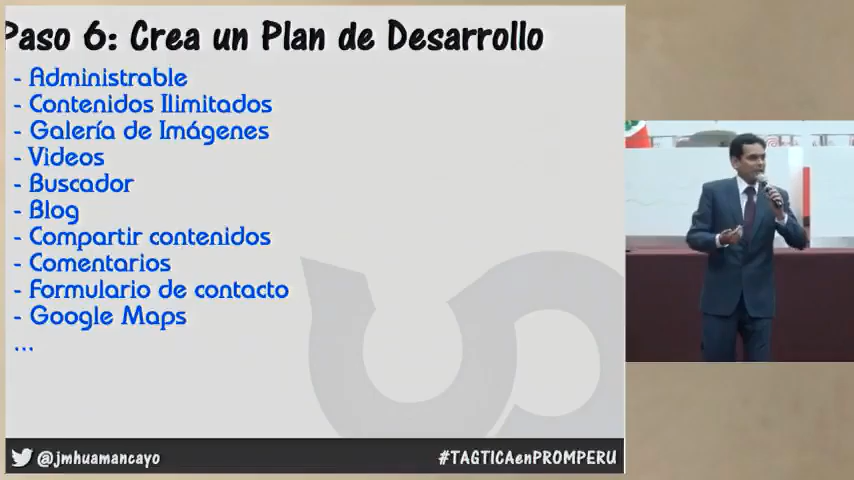 Paso 6: Crea un Plan de Desarrollo
- Administrable
- Contenidos Ilimitados
- Galería de Imágenes
- Videos
- Buscador
- Blog
- Compartir contenidos
- Comentarios
- Formulario de contacto
- Google Maps
...
@jmhuamancayo
#TAGTICAenPROMPERU